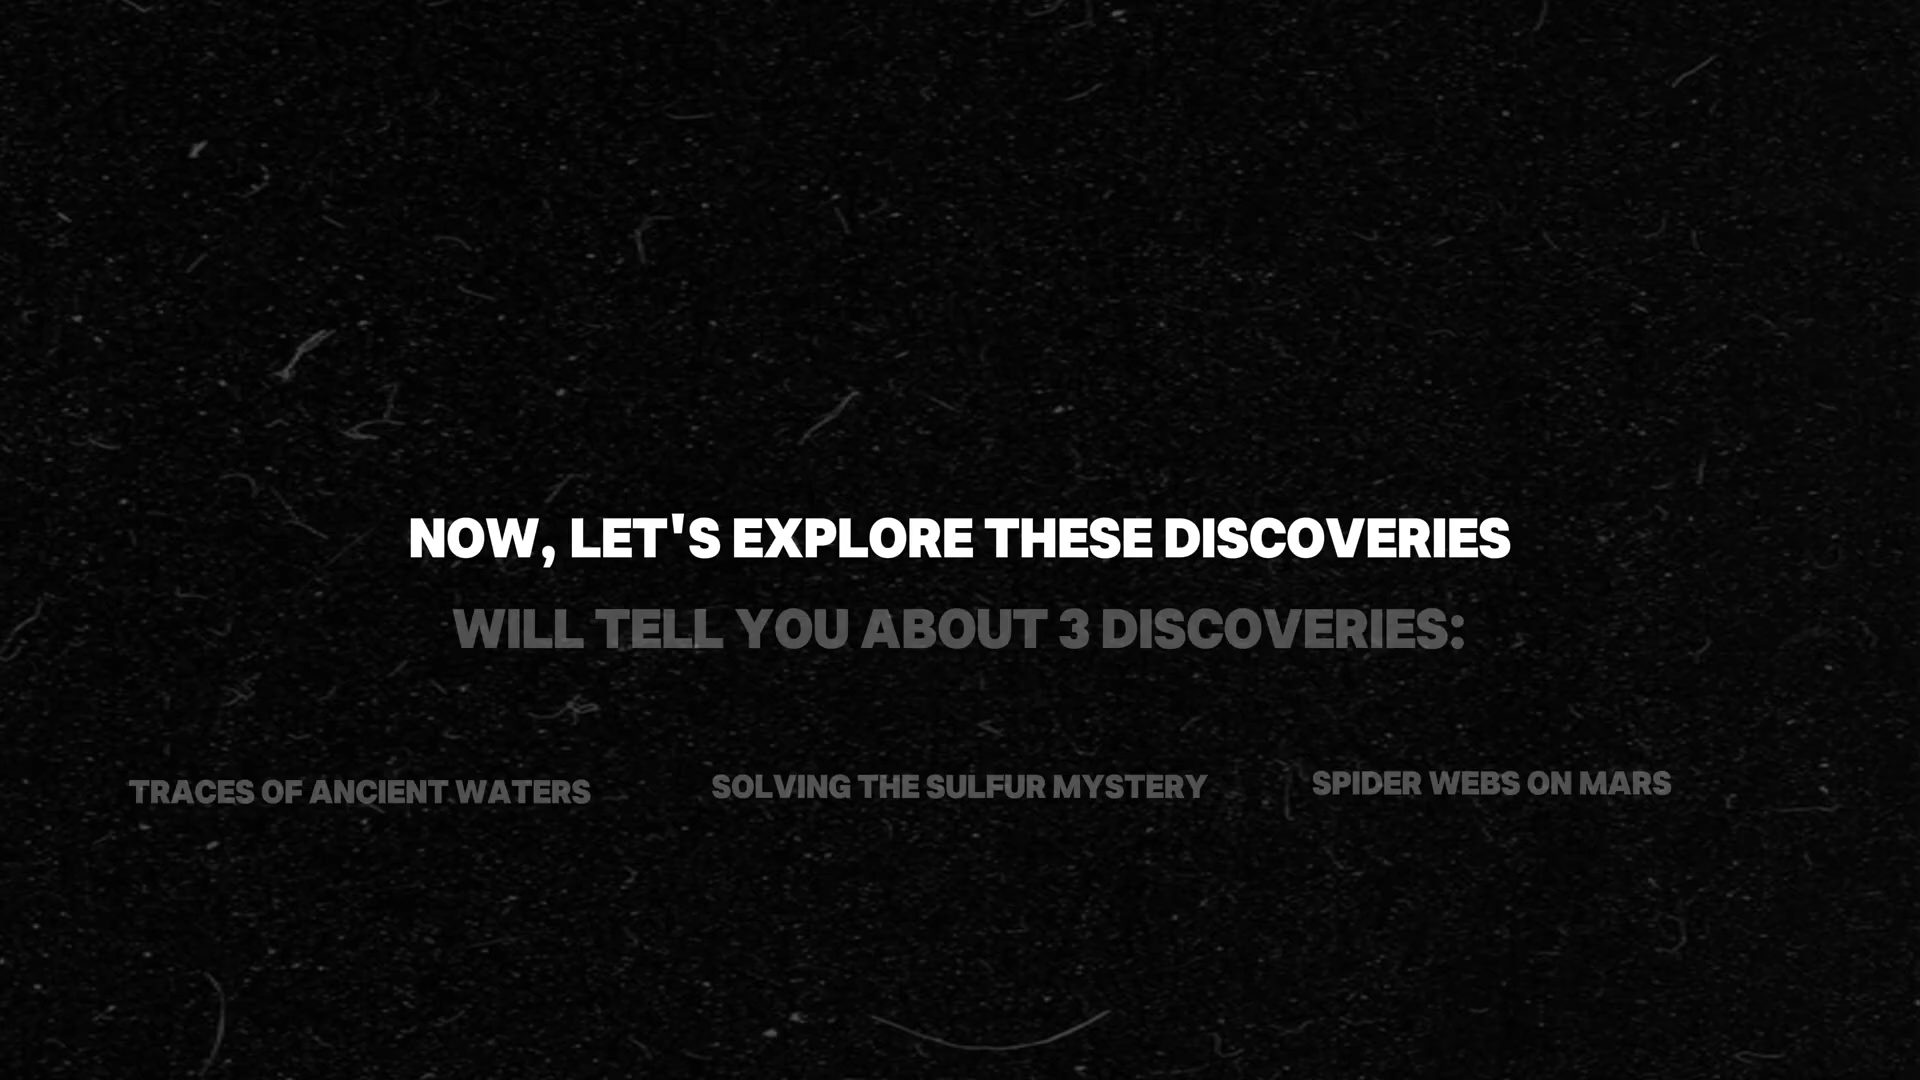 NOW, LET'S EXPLORE THESE DISCOVERIES
WILL TELL YOU ABOUT 3 DISCOVERIES:
TRACES OF ANCIENT WATERS
SOLVING THE SULFUR MYSTERY
SPIDER WEBS ON MARS